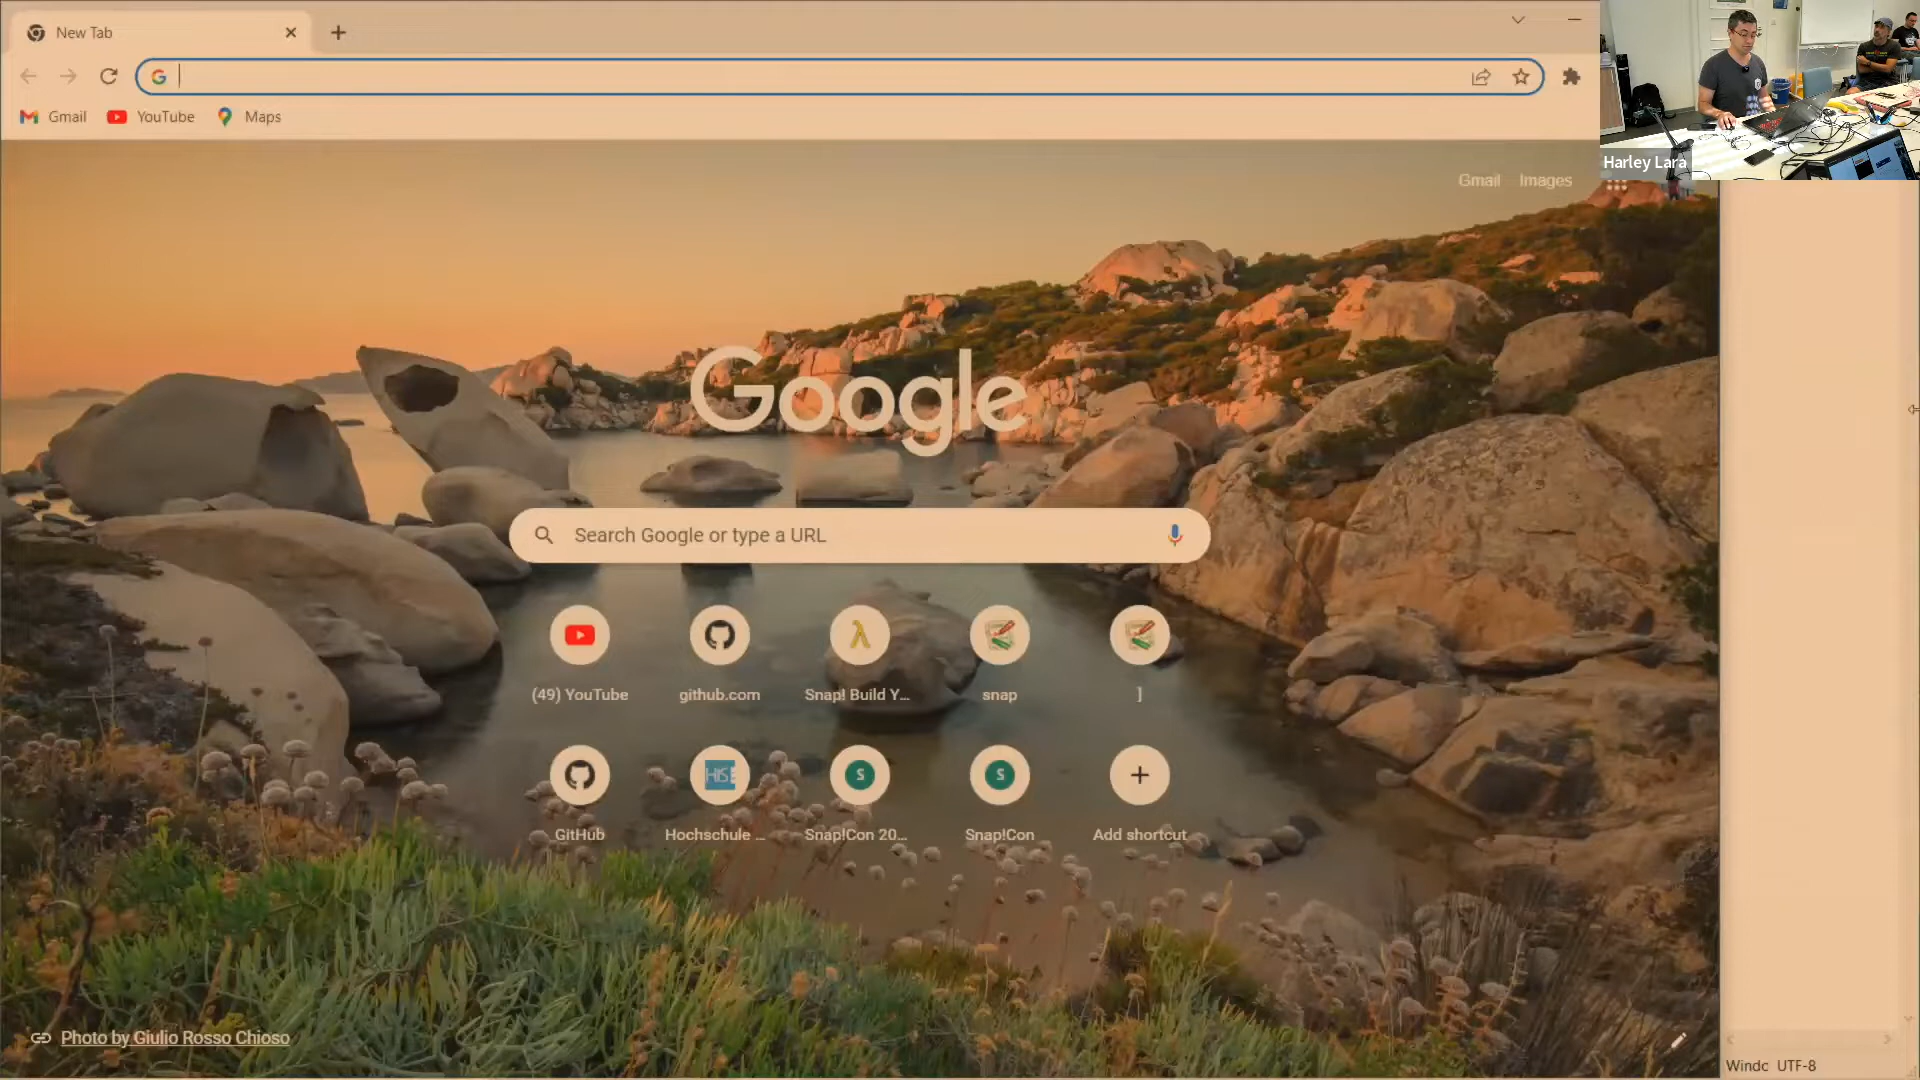 New Tab
Gmail YouTube Maps
Harley Lara
Gmail Images
Google
Search Google or type a URL
(49) YouTube github.com Snap! Build Y... snap ]
HfS
S S
GitHub Hochschule ... Snap!Con 20... Snap!Con Add shortcut
Photo by Giulio Rosso Chioso
Windc UTF-8